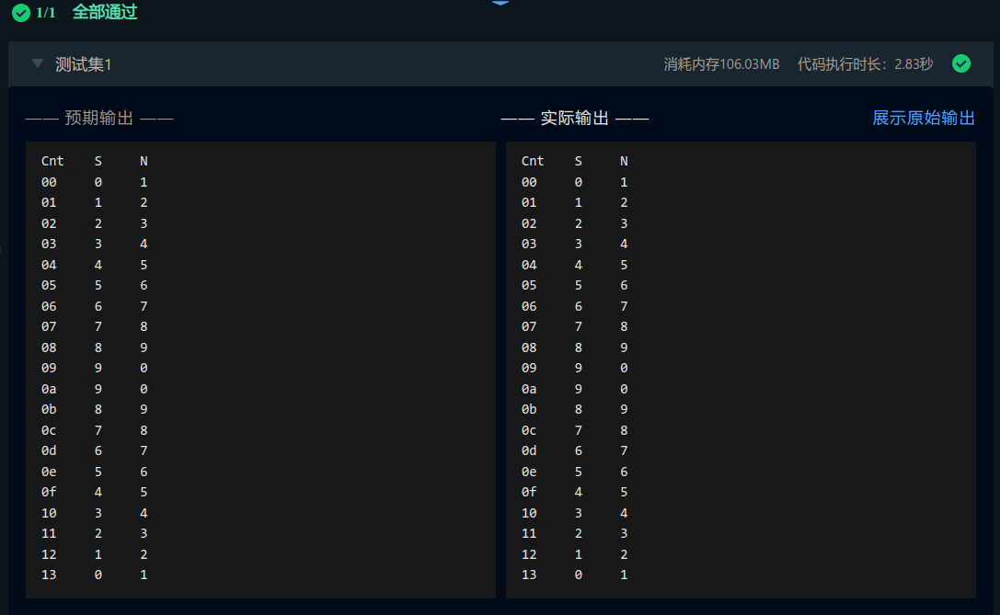 1/1 全部通过
测试集1 消耗内存106.03MB 代码执行时长：2.83秒
—— 预期输出 ——
Cnt S N
00 0 1
01 1 2
02 2 3
03 3 4
04 4 5
05 5 6
06 6 7
07 7 8
08 8 9
09 9 0
0a 9 0
0b 8 9
0c 7 8
0d 6 7
0e 5 6
0f 4 5
10 3 4
11 2 3
12 1 2
13 0 1
—— 实际输出 —— 展示原始输出
Cnt S N
00 0 1
01 1 2
02 2 3
03 3 4
04 4 5
05 5 6
06 6 7
07 7 8
08 8 9
09 9 0
0a 9 0
0b 8 9
0c 7 8
0d 6 7
0e 5 6
0f 4 5
10 3 4
11 2 3
12 1 2
13 0 1